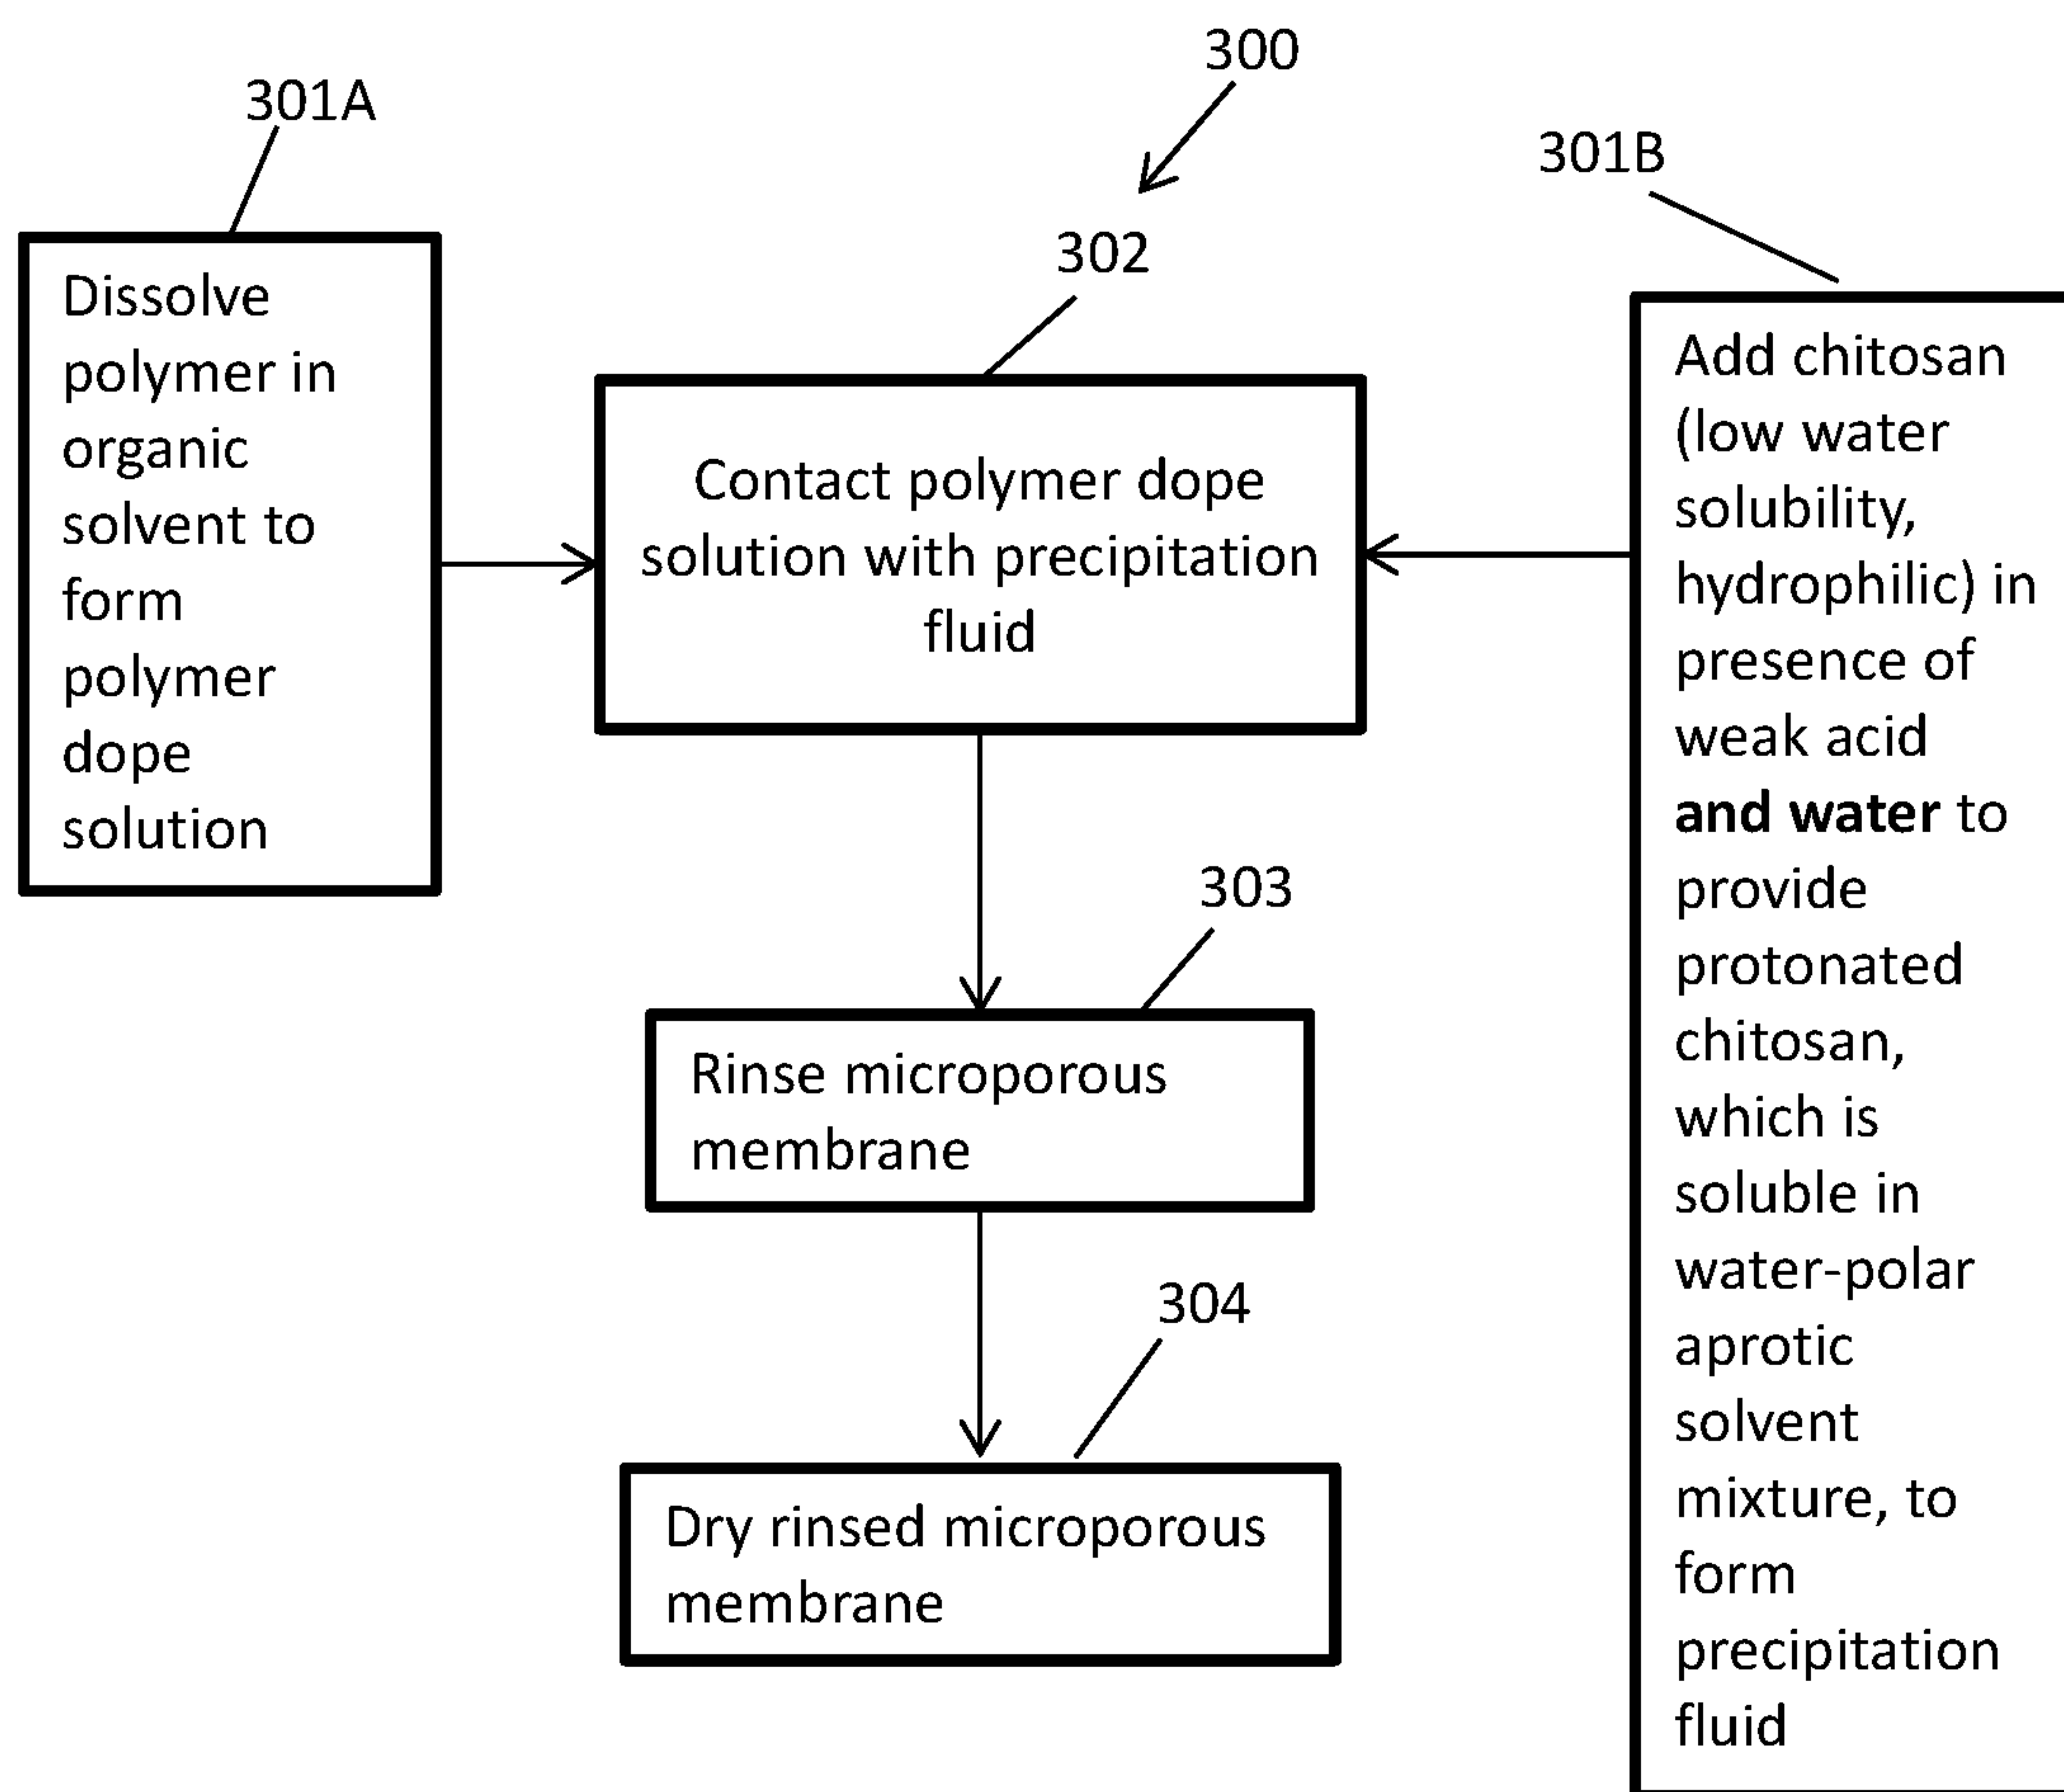 300
301A
301B
302
Dissolve
polymer in
organic
solvent to
form
polymer
dope
solution
Contact polymer dope
solution with precipitation
fluid
Add chitosan
(low water
solubility,
hydrophilic) in
presence of
weak acid
and water to
provide
protonated
chitosan,
which is
soluble in
water-polar
aprotic
solvent
mixture, to
form
precipitation
fluid
303
Rinse microporous
membrane
304
Dry rinsed microporous
membrane